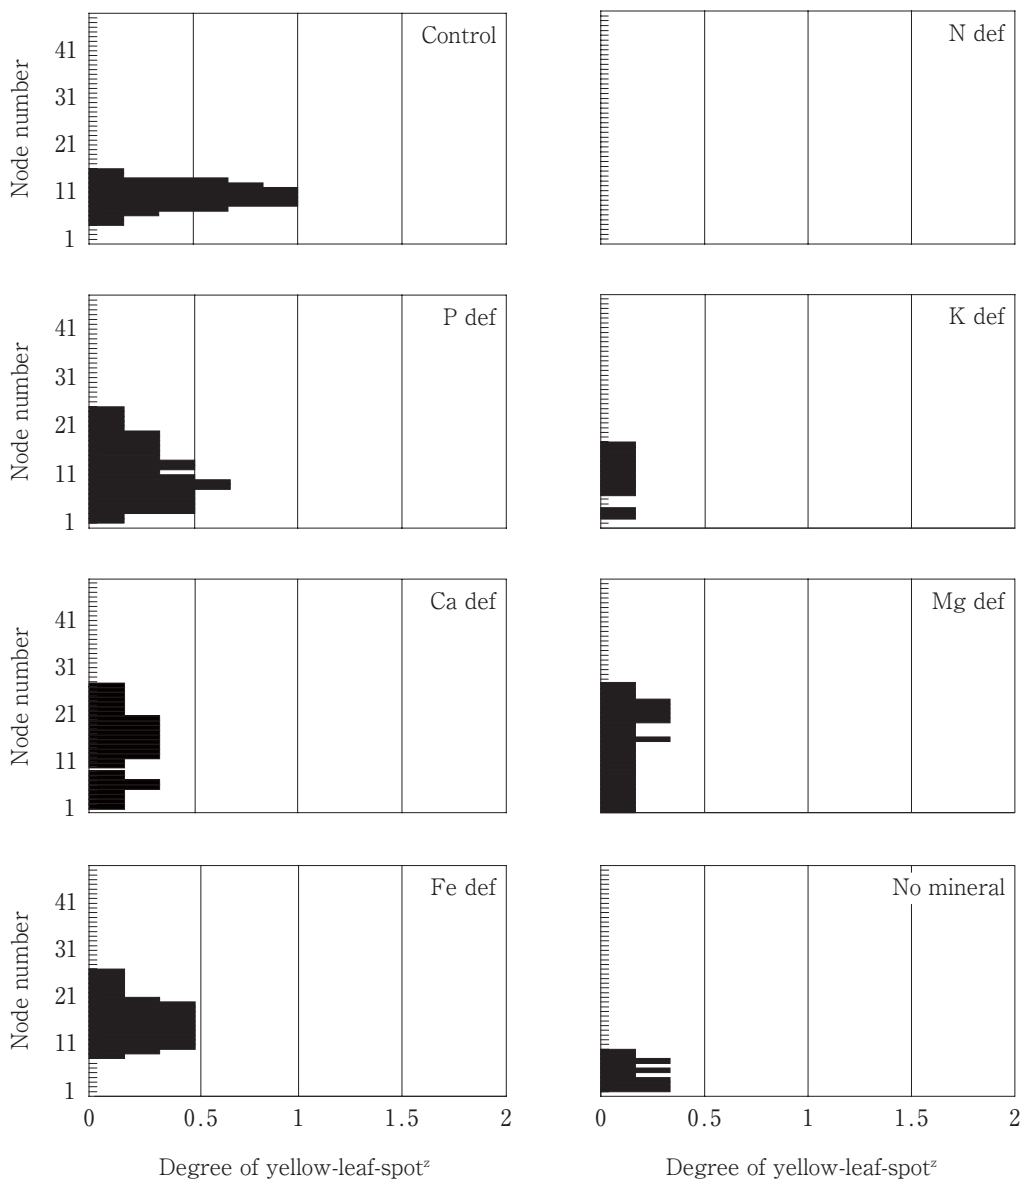 Control
N def
Node number
41
31
21
11
1
P def
K def
Node number
41
31
21
11
1
Ca def
Mg def
Node number
41
31
21
11
1
Fe def
No mineral
Node number
41
31
21
11
1
0 0.5 1 1.5 2
0 0.5 1 1.5 2
Degree of yellow-leaf-spotᶻ
Degree of yellow-leaf-spotᶻ